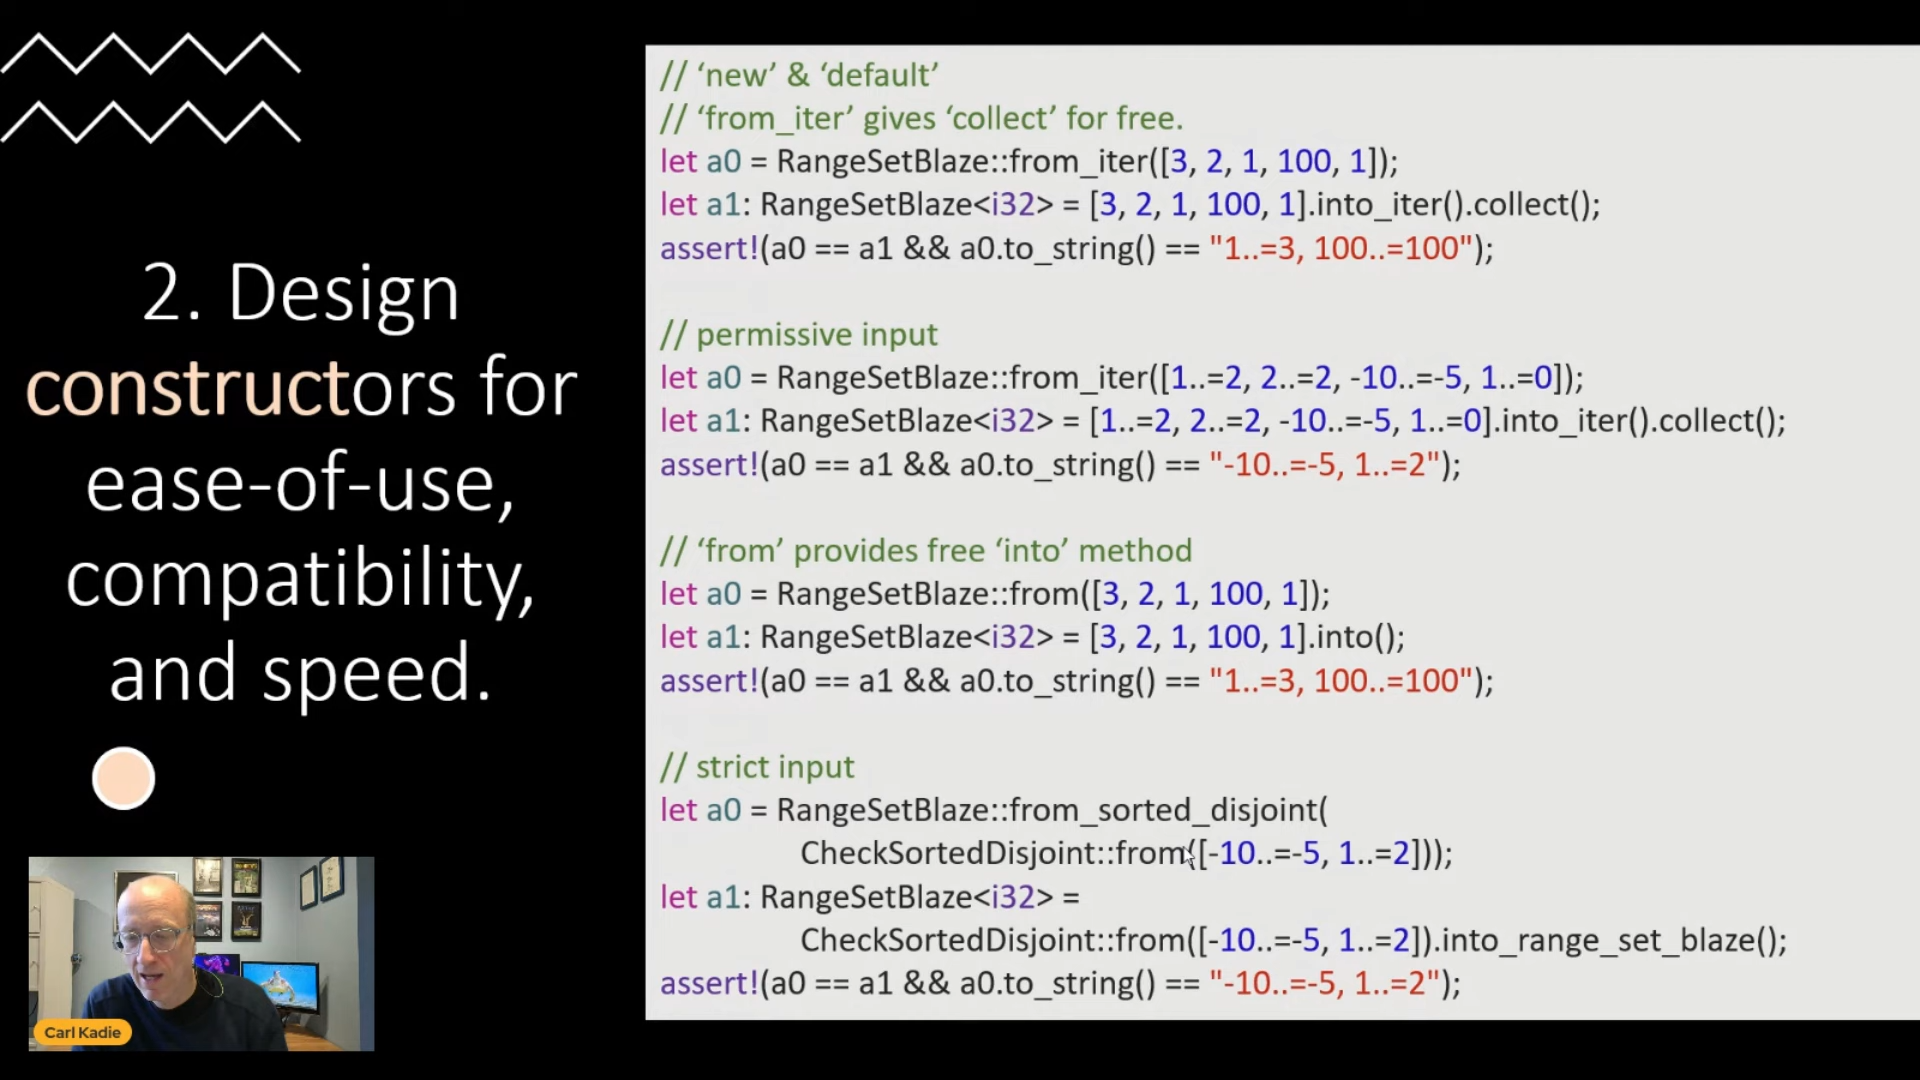 2. Design
constructors for
ease-of-use,
compatibility,
and speed.
// ‘new’ & ‘default’
// ‘from_iter’ gives ‘collect’ for free.
let a0 = RangeSetBlaze::from_iter([3, 2, 1, 100, 1]);
let a1: RangeSetBlaze<i32> = [3, 2, 1, 100, 1].into_iter().collect();
assert!(a0 == a1 && a0.to_string() == "1..=3, 100..=100");
// permissive input
let a0 = RangeSetBlaze::from_iter([1..=2, 2..=2, -10..=-5, 1..=0]);
let a1: RangeSetBlaze<i32> = [1..=2, 2..=2, -10..=-5, 1..=0].into_iter().collect();
assert!(a0 == a1 && a0.to_string() == "-10..=-5, 1..=2");
// ‘from’ provides free ‘into’ method
let a0 = RangeSetBlaze::from([3, 2, 1, 100, 1]);
let a1: RangeSetBlaze<i32> = [3, 2, 1, 100, 1].into();
assert!(a0 == a1 && a0.to_string() == "1..=3, 100..=100");
// strict input
let a0 = RangeSetBlaze::from_sorted_disjoint(
CheckSortedDisjoint::from([-10..=-5, 1..=2]));
let a1: RangeSetBlaze<i32> =
CheckSortedDisjoint::from([-10..=-5, 1..=2]).into_range_set_blaze();
assert!(a0 == a1 && a0.to_string() == "-10..=-5, 1..=2");
Carl Kadie